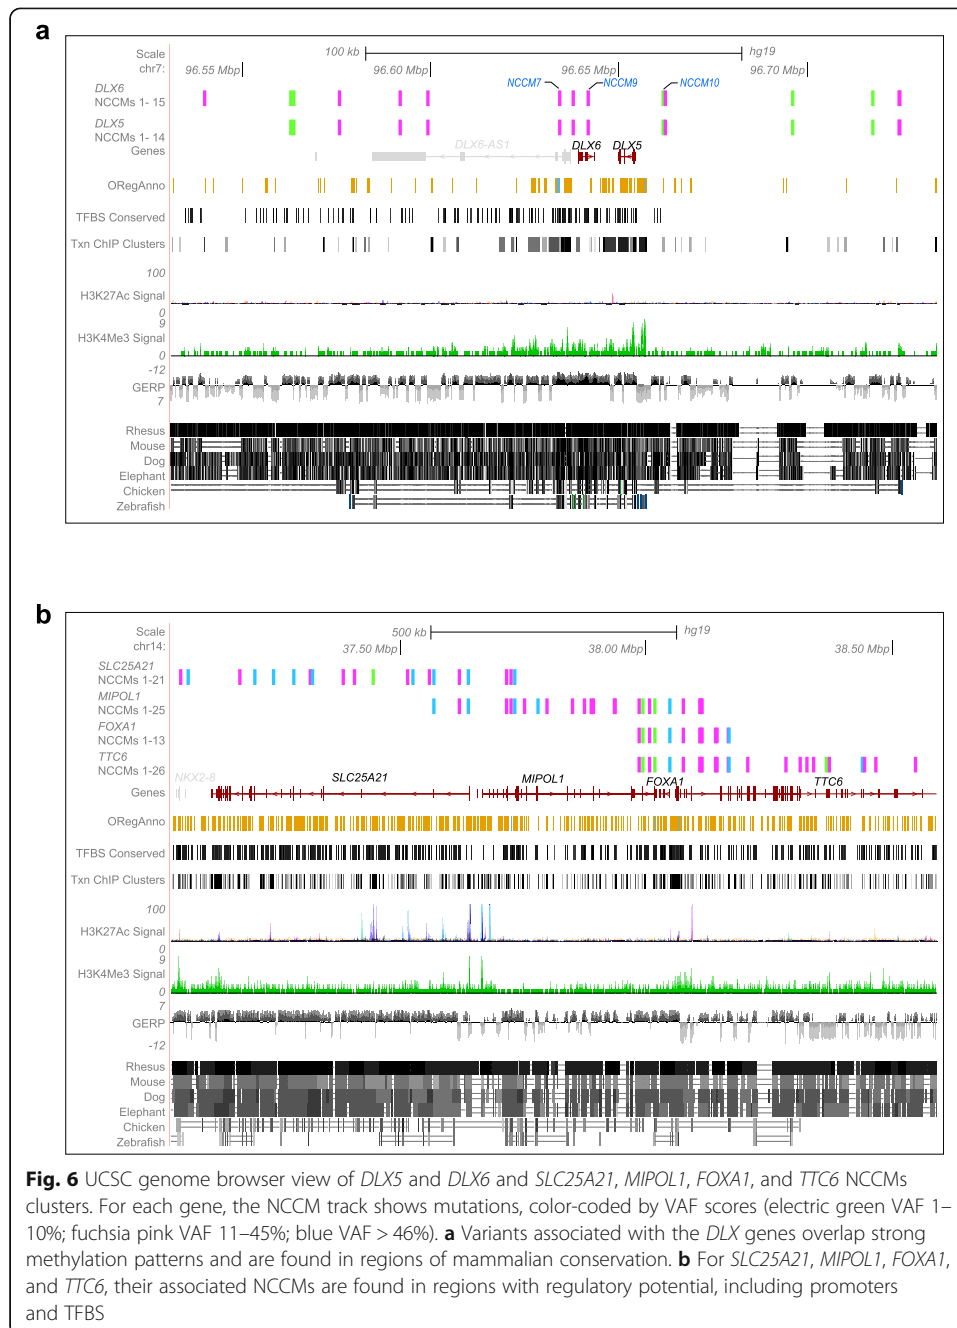 a
Scale 100 kb hg19
chr7: 96.55 Mbp 96.60 Mbp 96.65 Mbp 96.70 Mbp
DLX6 NCCM7 NCCM9 NCCM10
NCCMs 1- 15
DLX5
NCCMs 1- 14
Genes DLX6-AS1 DLX6 DLX5
ORegAnno
TFBS Conserved
Txn ChIP Clusters
100
H3K27Ac Signal
0
9
H3K4Me3 Signal
0
-12
GERP
7
Rhesus
Mouse
Dog
Elephant
Chicken
Zebrafish
b
Scale 500 kb hg19
chr14: 37.50 Mbp 38.00 Mbp 38.50 Mbp
SLC25A21
NCCMs 1-21
MIPOL1
NCCMs 1-25
FOXA1
NCCMs 1-13
TTC6
NCCMs 1-26
NKX2-8 SLC25A21 MIPOL1 FOXA1 TTC6
Genes
ORegAnno
TFBS Conserved
Txn ChIP Clusters
100
H3K27Ac Signal
0
9
H3K4Me3 Signal
0
7
GERP
-12
Rhesus
Mouse
Dog
Elephant
Chicken
Zebrafish
Fig. 6 UCSC genome browser view of DLX5 and DLX6 and SLC25A21, MIPOL1, FOXA1, and TTC6 NCCMs
clusters. For each gene, the NCCM track shows mutations, color-coded by VAF scores (electric green VAF 1–
10%; fuchsia pink VAF 11–45%; blue VAF > 46%). a Variants associated with the DLX genes overlap strong
methylation patterns and are found in regions of mammalian conservation. b For SLC25A21, MIPOL1, FOXA1,
and TTC6, their associated NCCMs are found in regions with regulatory potential, including promoters
and TFBS